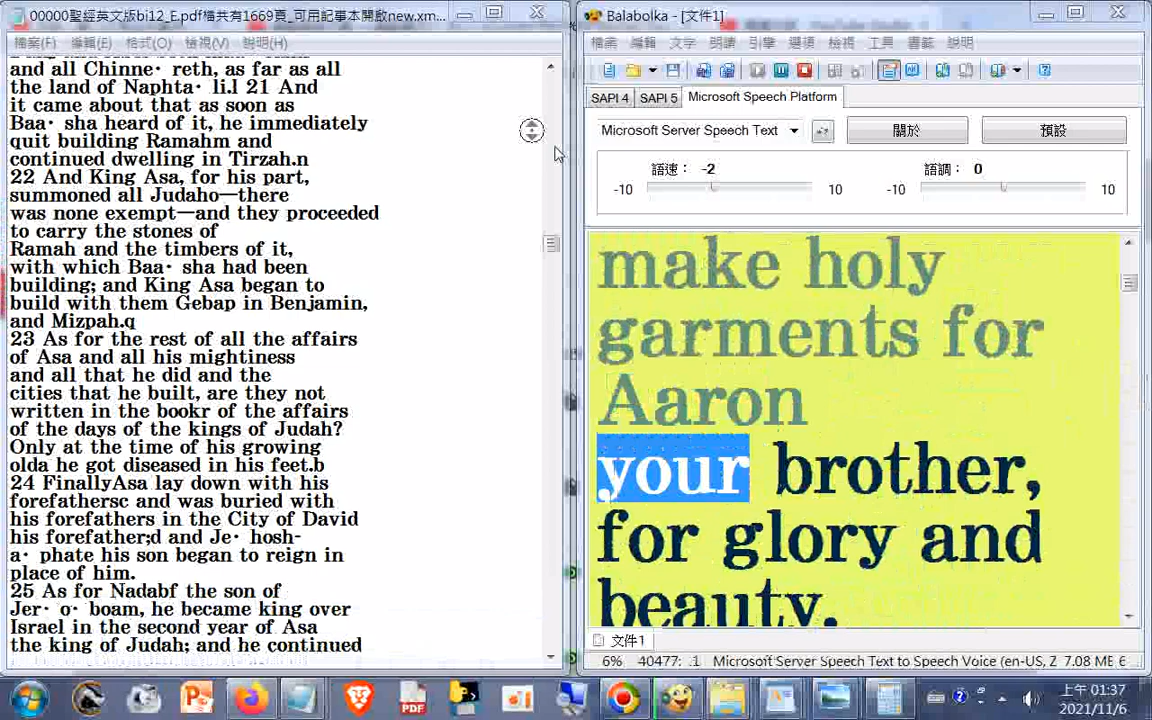 00000聖經英文版bi12_E.pdf檔共有1669頁_可用記事本開啟new.xm...
檔案(F) 編輯(E) 格式(O) 檢視(V) 說明(H)
and all Chinne· reth, as far as all
the land of Naphta· li.l 21 And
it came about that as soon as
Baa· sha heard of it, he immediately
quit building Ramahm and
continued dwelling in Tirzah.n
22 And King Asa, for his part,
summoned all Judaho—there
was none exempt—and they proceeded
to carry the stones of
Ramah and the timbers of it,
with which Baa· sha had been
building; and King Asa began to
build with them Gebap in Benjamin,
and Mizpah.q
23 As for the rest of all the affairs
of Asa and all his mightiness
and all that he did and the
cities that he built, are they not
written in the bookr of the affairs
of the days of the kings of Judah?
Only at the time of his growing
olda he got diseased in his feet.b
24 FinallyAsa lay down with his
forefathersc and was buried with
his forefathers in the City of David
his forefather;d and Je· hosh-
a· phate his son began to reign in
place of him.
25 As for Nadabf the son of
Jer· o· boam, he became king over
Israel in the second year of Asa
the king of Judah; and he continued
Balabolka - [文件1]
檔案 編輯 文字 朗讀 引擎 選項 檢視 工具 書籤 說明
SAPI 4 SAPI 5 Microsoft Speech Platform
Microsoft Server Speech Text 關於 預設
語速： -2 語調： 0
-10 10 -10 10
make holy
garments for
Aaron
your brother,
for glory and
beauty.
文件1
6% 40477: Microsoft Server Speech Text to Speech Voice (en-US, Z 7.08 MB
PDF
上午 01:37
2021/11/6